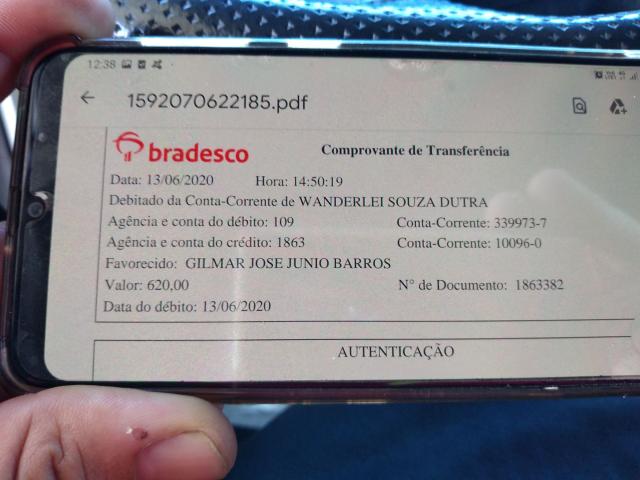 12:38
1592070622185.pdf
bradesco
Comprovante de Transferência
Data: 13/06/2020 Hora: 14:50:19
Debitado da Conta-Corrente de WANDERLEI SOUZA DUTRA
Agência e conta do débito: 109 Conta-Corrente: 339973-7
Agência e conta do crédito: 1863 Conta-Corrente: 10096-0
Favorecido: GILMAR JOSE JUNIO BARROS
Valor: 620,00 N° de Documento: 1863382
Data do débito: 13/06/2020
AUTENTICAÇÃO